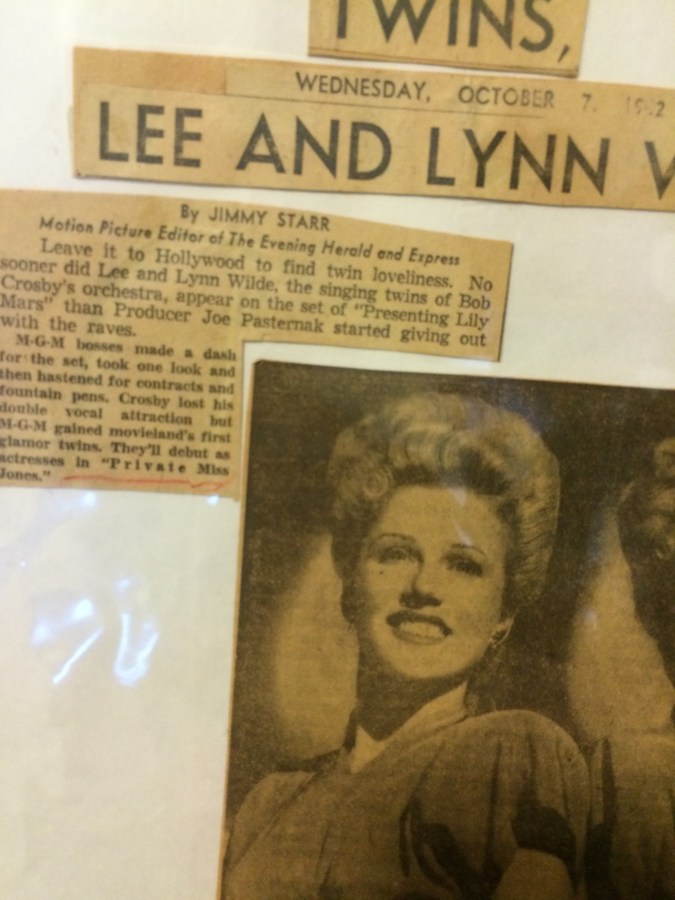 TWINS,
WEDNESDAY, OCTOBER 7,
LEE AND LYNN
By JIMMY STARR
Motion Picture Editor of The Evening Herald and Express
Leave it to Hollywood to find twin loveliness. No
sooner did Lee and Lynn Wilde, the singing twins of Bob
Crosby's orchestra, appear on the set of "Presenting Lily
Mars" than Producer Joe Pasternak started giving out
with the raves.
M-G-M bosses made a dash
for the set, took one look and
then hastened for contracts and
fountain pens. Crosby lost his
double vocal attraction but
M-G-M gained movieland's first
glamor twins. They'll debut as
actresses in "Private Miss
Jones."